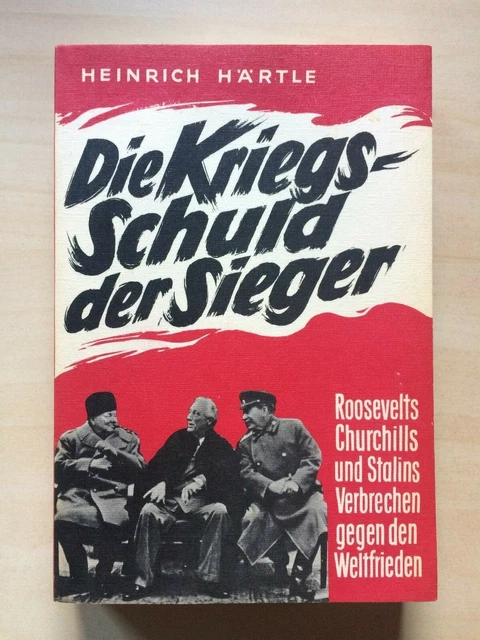 HEINRICH HÄRTLE
Die Kriegs-
Schuld
der Sieger
Roosevelts
Churchills
und Stalins
Verbrechen
gegen den
Weltfrieden